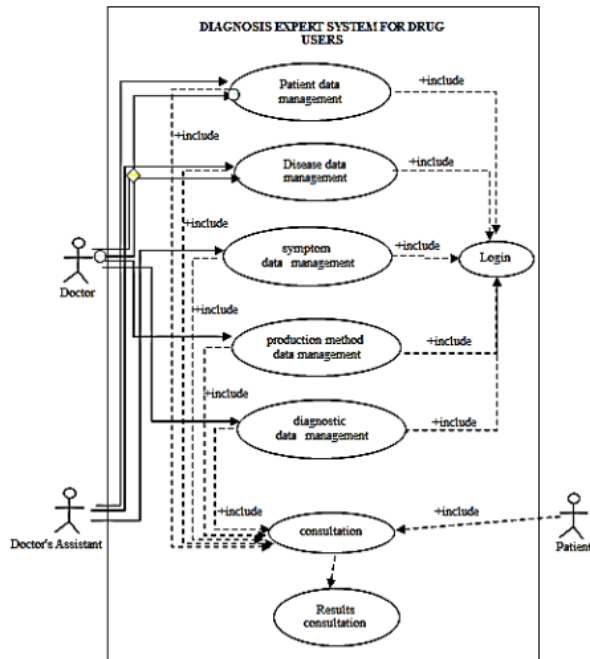 DIAGNOSIS EXPERT SYSTEM FOR DRUG
USERS
Patient data
management
+include
+include
Disease data
management
+include
+include
symptom
data management
+include
Login
Doctor
production method
data management
+include
+include
diagnostic
data management
+include
+include
consultation
+include
Doctor's Assistant
Patient
Results
consultation